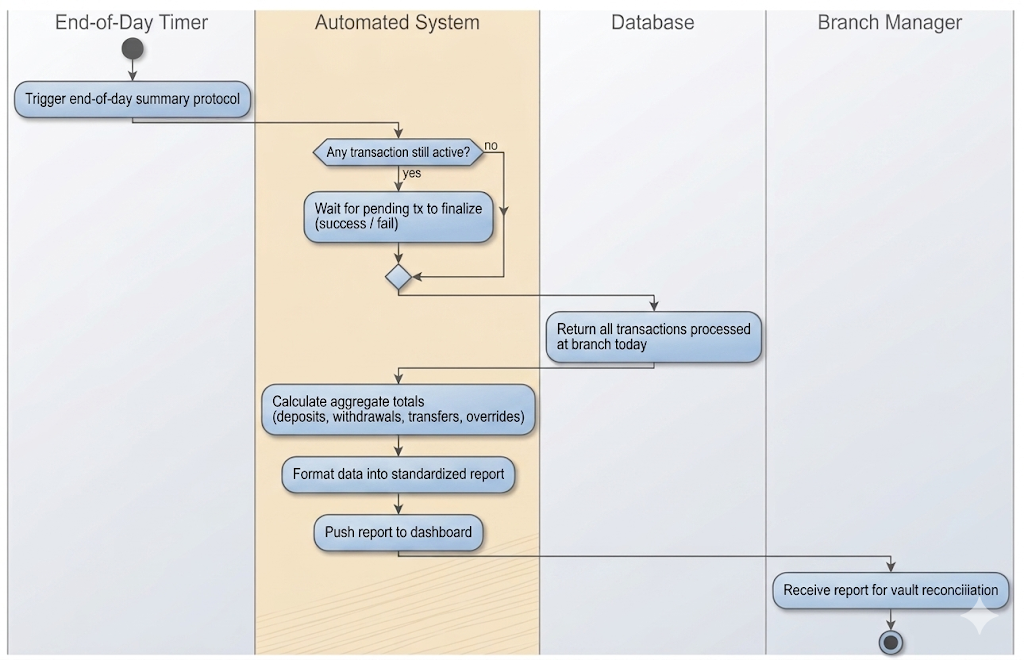 End-of-Day Timer
Automated System
Database
Branch Manager
Trigger end-of-day summary protocol
Any transaction still active?
no
yes
Wait for pending tx to finalize
(success / fail)
Return all transactions processed
at branch today
Calculate aggregate totals
(deposits, withdrawals, transfers, overrides)
Format data into standardized report
Push report to dashboard
Receive report for vault reconciliation